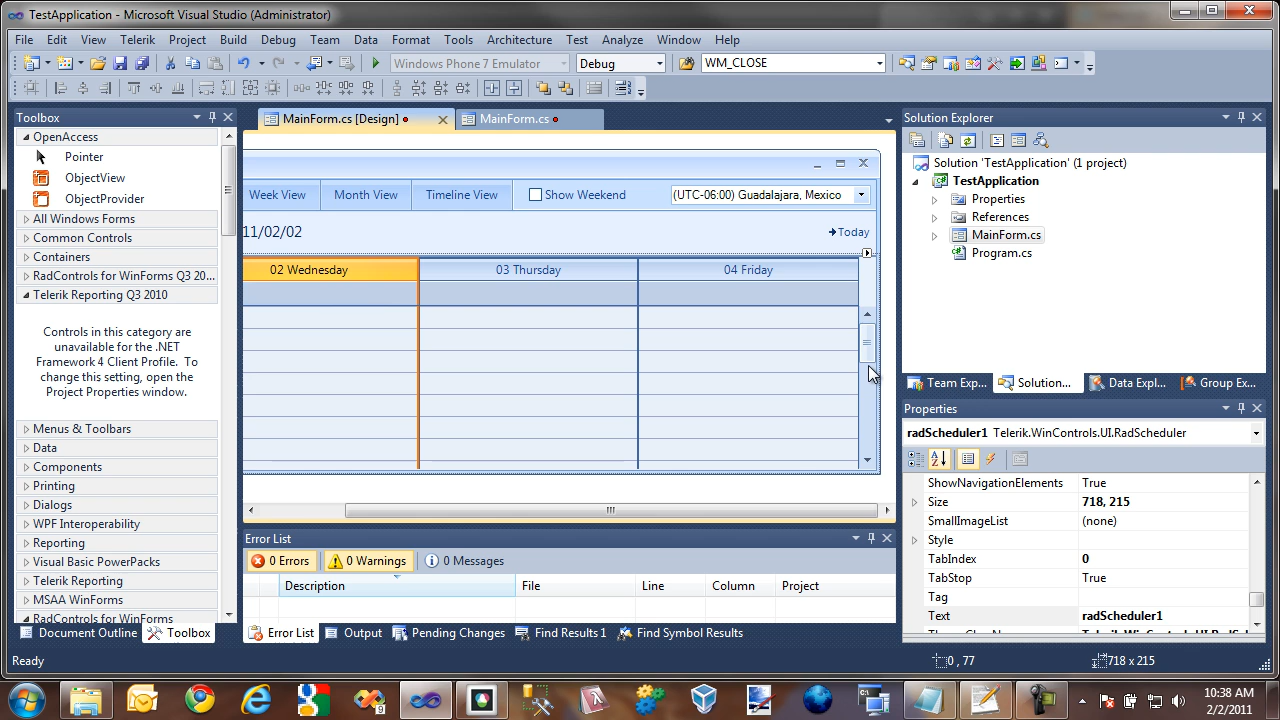 TestApplication - Microsoft Visual Studio (Administrator)
File Edit View Telerik Project Build Debug Team Data Format Tools Architecture Test Analyze Window Help
Windows Phone 7 Emulator Debug WM_CLOSE
Toolbox
OpenAccess
Pointer
ObjectView
ObjectProvider
All Windows Forms
Common Controls
Containers
RadControls for WinForms Q3 20...
Telerik Reporting Q3 2010
Controls in this category are
unavailable for the .NET
Framework 4 Client Profile. To
change this setting, open the
Project Properties window.
Menus & Toolbars
Data
Components
Printing
Dialogs
WPF Interoperability
Reporting
Visual Basic PowerPacks
Telerik Reporting
MSAA WinForms
RadControls for WinForms
Document Outline Toolbox
MainForm.cs [Design] MainForm.cs
Week View Month View Timeline View Show Weekend (UTC-06:00) Guadalajara, Mexico
11/02/02 Today
02 Wednesday 03 Thursday 04 Friday
Error List
0 Errors 0 Warnings 0 Messages
Description File Line Column Project
Error List Output Pending Changes Find Results 1 Find Symbol Results
Solution Explorer
Solution 'TestApplication' (1 project)
TestApplication
Properties
References
MainForm.cs
Program.cs
Team Exp... Solution... Data Expl... Group Ex...
Properties
radScheduler1 Telerik.WinControls.UI.RadScheduler
ShowNavigationElements True
Size 718, 215
SmallImageList (none)
Style
TabIndex 0
TabStop True
Tag
Text radScheduler1
Ready 0 , 77 718 x 215
10:38 AM
2/2/2011